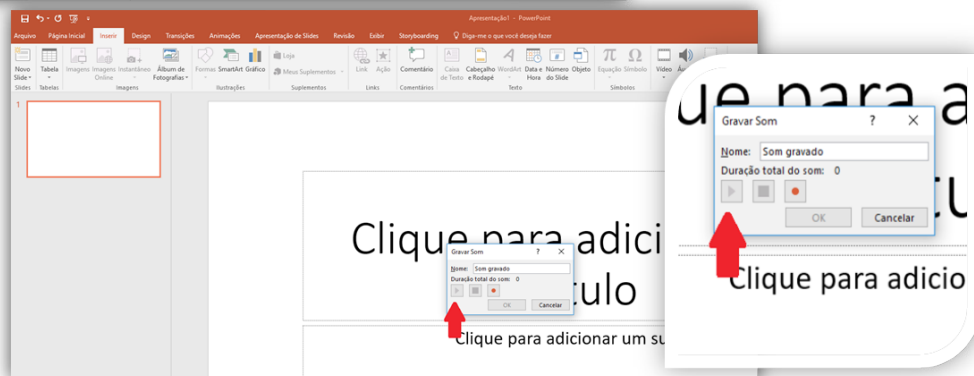 Apresentação1 - PowerPoint
Arquivo Página Inicial Inserir Design Transições Animações Apresentação de Slides Revisão Exibir Storyboarding Diga-me o que você deseja fazer
Novo Slide
Tabela
Imagens
Imagens Online
Instantâneo
Álbum de Fotografias
Formas
SmartArt
Gráfico
Loja
Meus Suplementos
Link
Ação
Comentário
Caixa de Texto
Cabeçalho e Rodapé
WordArt
Data e Hora
Número do Slide
Objeto
Equação
Símbolo
Vídeo
Slides Tabelas Imagens Ilustrações Suplementos Links Comentários Texto Símbolos
1
Clique para adici
tulo
Clique para adicionar um su
Gravar Som ? ×
Nome: Som gravado
Duração total do som: 0
OK Cancelar
ue para a
Gravar Som ? ×
Nome: Som gravado
Duração total do som: 0
OK Cancelar
Clique para adicio